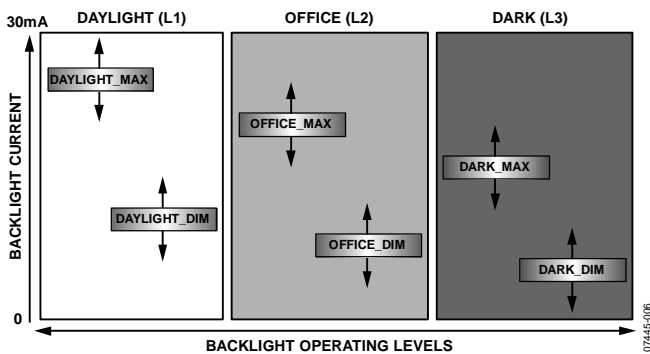 DAYLIGHT (L1)
OFFICE (L2)
DARK (L3)
30mA
DAYLIGHT_MAX
OFFICE_MAX
DARK_MAX
DAYLIGHT_DIM
OFFICE_DIM
DARK_DIM
BACKLIGHT CURRENT
0
BACKLIGHT OPERATING LEVELS
07445-006